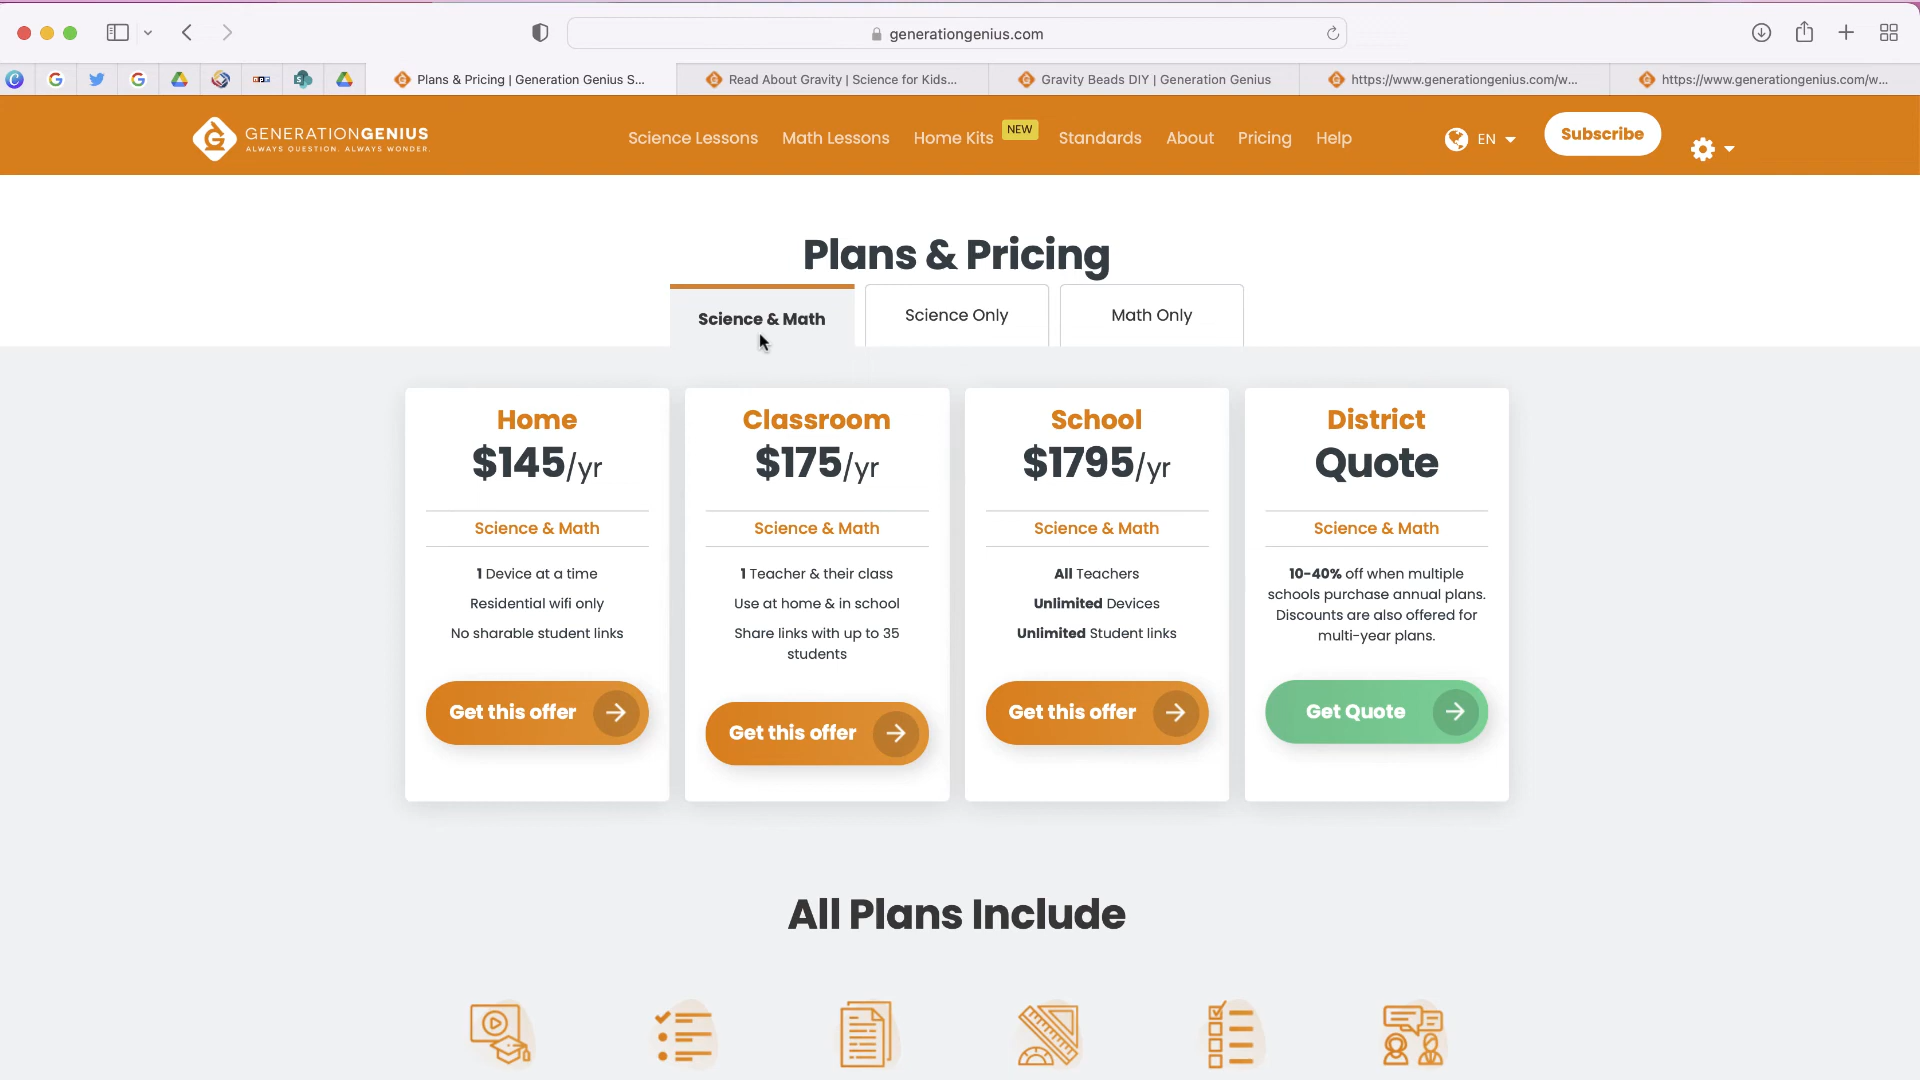 generationgenius.com
Plans & Pricing | Generation Genius S...
Read About Gravity | Science for Kids...
Gravity Beads DIY | Generation Genius
https://www.generationgenius.com/w...
https://www.generationgenius.com/w...
GENERATIONGENIUS
ALWAYS QUESTION. ALWAYS WONDER.
Science Lessons
Math Lessons
Home Kits
NEW
Standards
About
Pricing
Help
EN
Subscribe
Plans & Pricing
Science & Math
Science Only
Math Only
Home
$145/yr
Science & Math
1 Device at a time
Residential wifi only
No sharable student links
Get this offer
Classroom
$175/yr
Science & Math
1 Teacher & their class
Use at home & in school
Share links with up to 35
students
Get this offer
School
$1795/yr
Science & Math
All Teachers
Unlimited Devices
Unlimited Student links
Get this offer
District
Quote
Science & Math
10-40% off when multiple
schools purchase annual plans.
Discounts are also offered for
multi-year plans.
Get Quote
All Plans Include